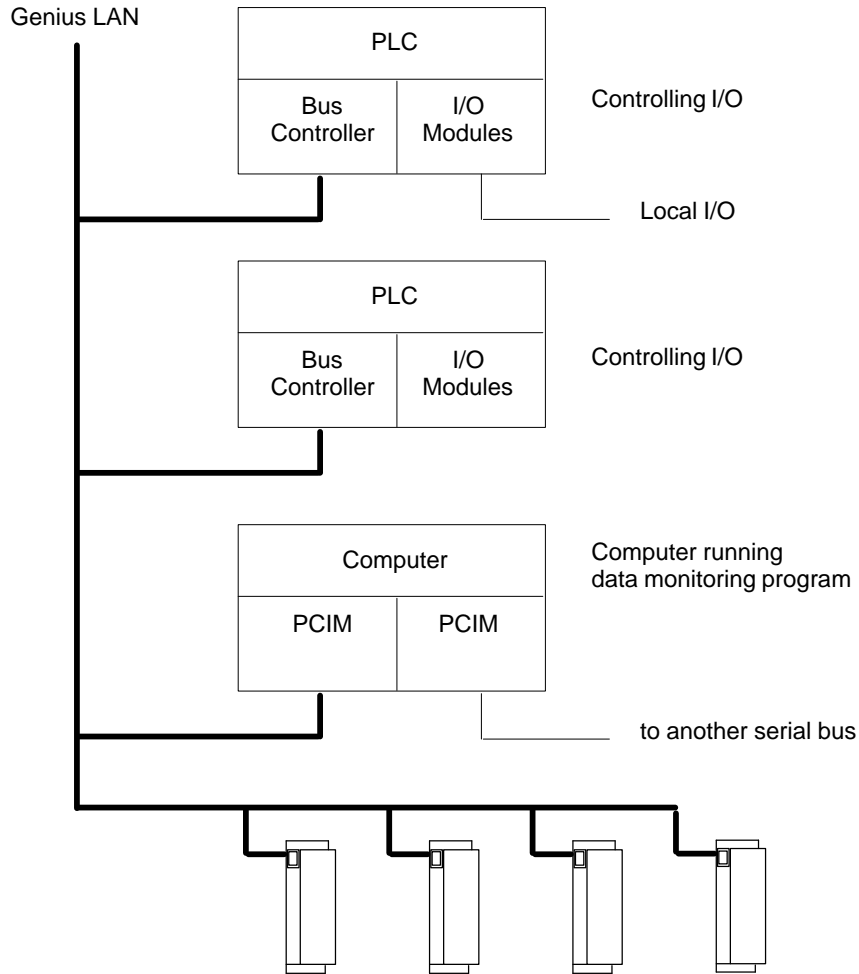 Genius LAN
PLC
Bus
Controller
I/O
Modules
Controlling I/O
Local I/O
PLC
Bus
Controller
I/O
Modules
Controlling I/O
Computer
PCIM
PCIM
Computer running
data monitoring program
to another serial bus